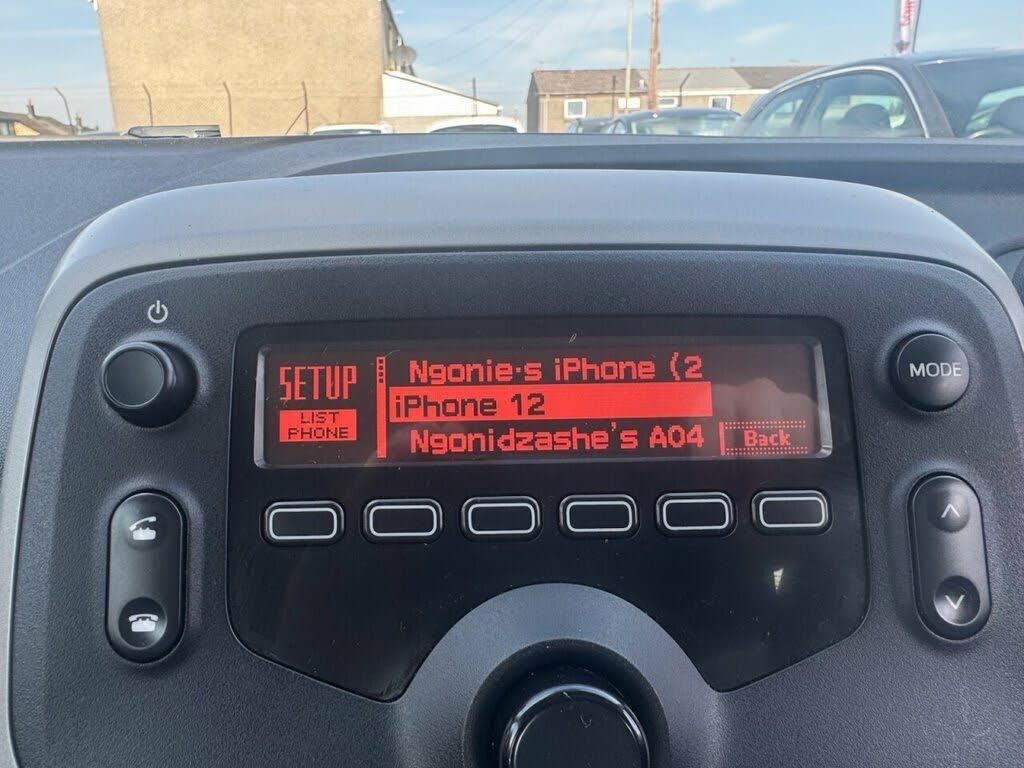 SETUP
LIST
PHONE
Ngonie·s iPhone (2
iPhone 12
Ngonidzashe's A04
Back
MODE